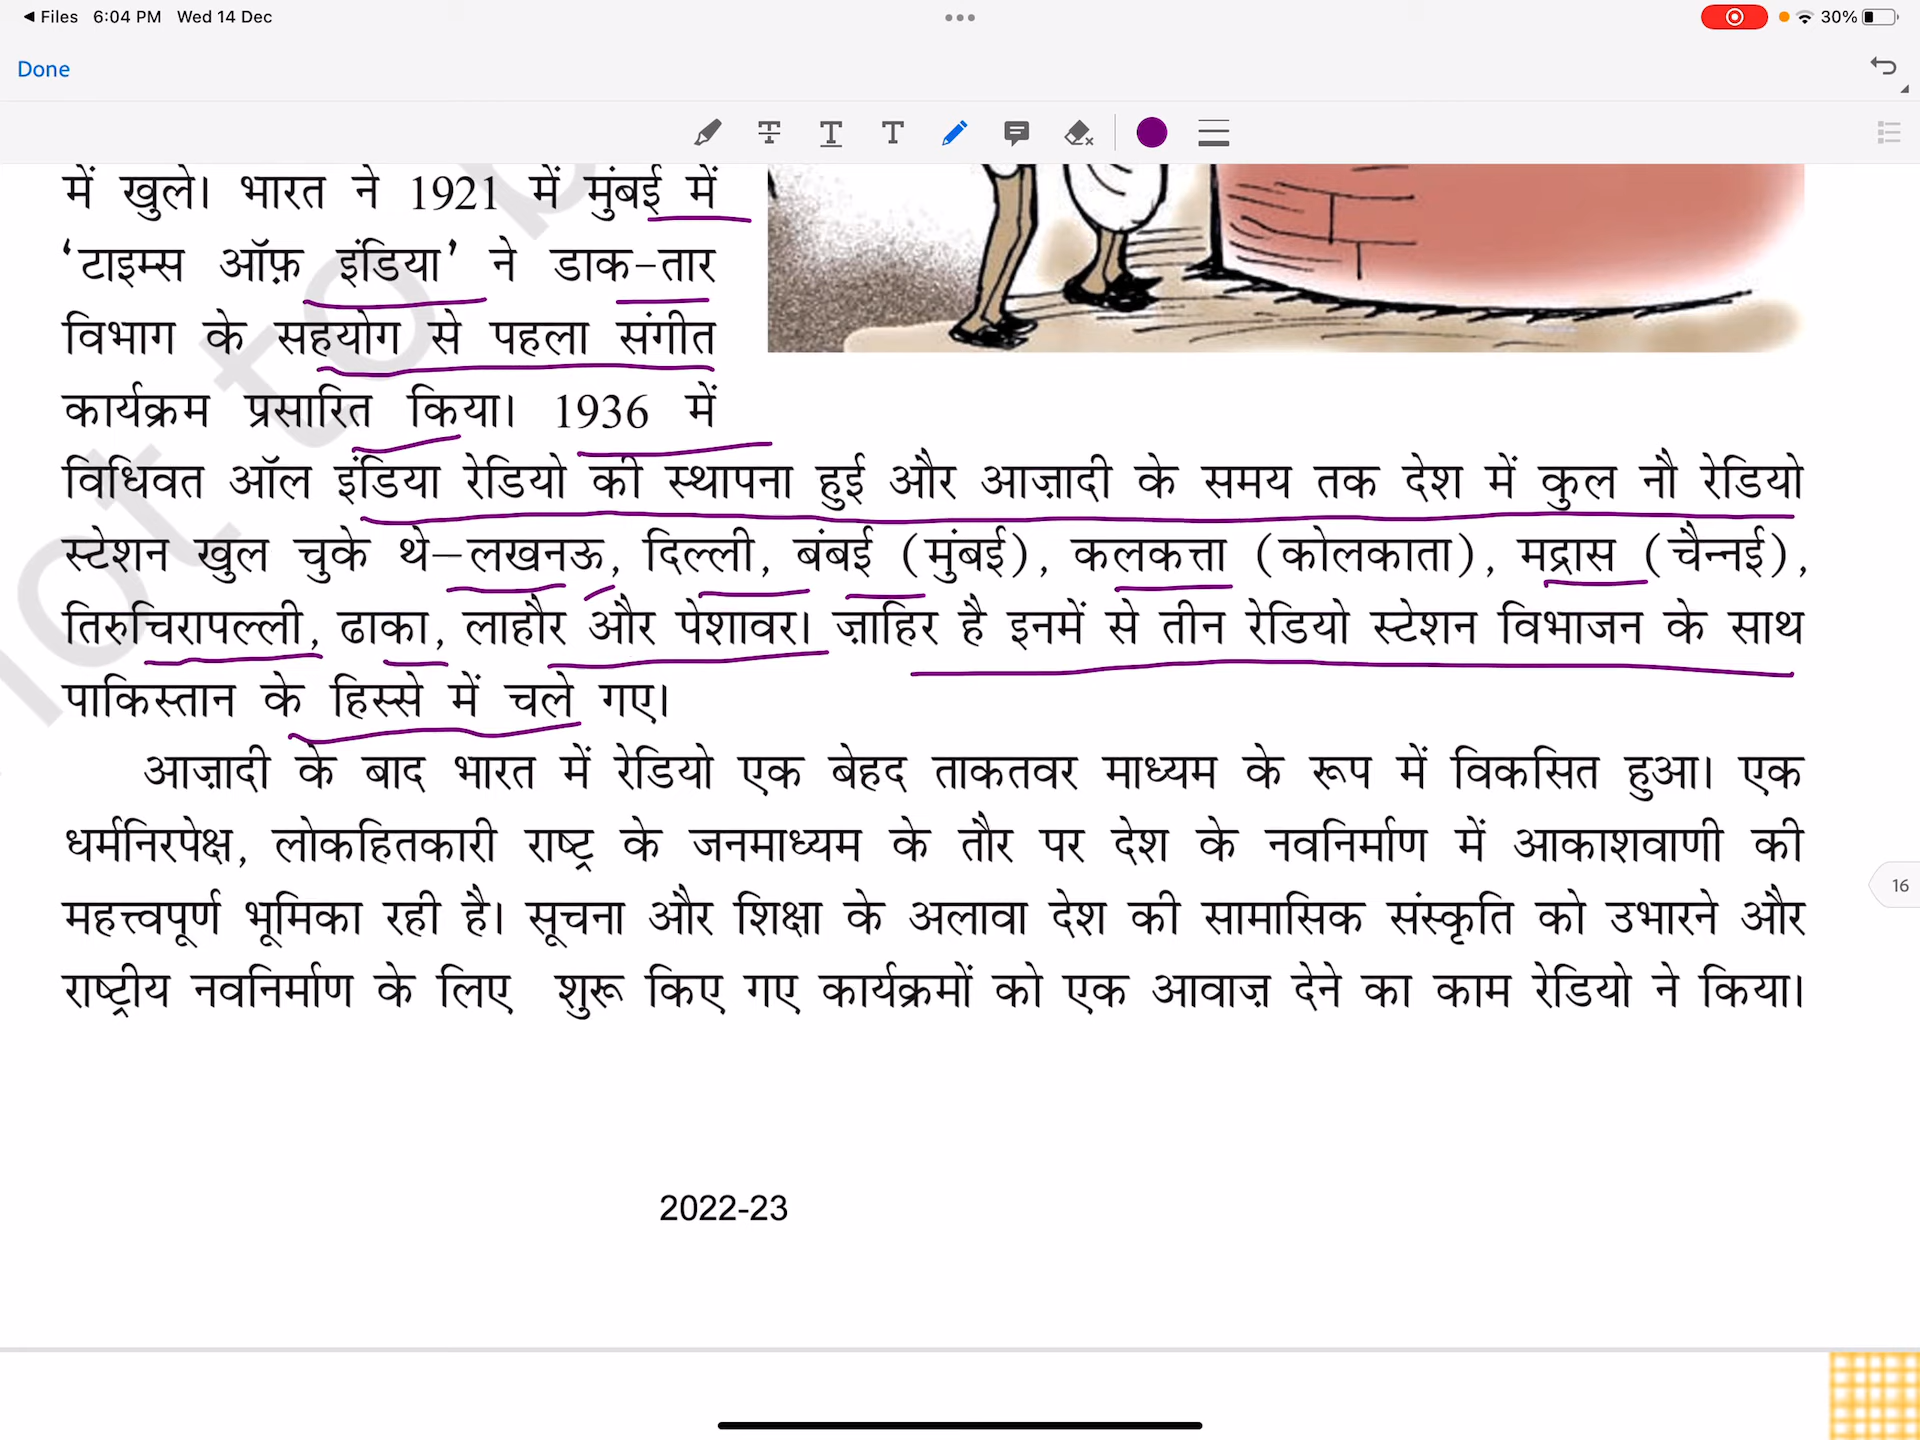 Files 6:04 PM Wed 14 Dec
30%
Done
में खुले। भारत ने 1921 में मुंबई में
‘टाइम्स ऑफ़ इंडिया’ ने डाक-तार
विभाग के सहयोग से पहला संगीत
कार्यक्रम प्रसारित किया। 1936 में
विधिवत ऑल इंडिया रेडियो की स्थापना हुई और आज़ादी के समय तक देश में कुल नौ रेडियो
स्टेशन खुल चुके थे–लखनऊ, दिल्ली, बंबई (मुंबई), कलकत्ता (कोलकाता), मद्रास (चैन्नई),
तिरुचिरापल्ली, ढाका, लाहौर और पेशावर। ज़ाहिर है इनमें से तीन रेडियो स्टेशन विभाजन के साथ
पाकिस्तान के हिस्से में चले गए।
आज़ादी के बाद भारत में रेडियो एक बेहद ताकतवर माध्यम के रूप में विकसित हुआ। एक
धर्मनिरपेक्ष, लोकहितकारी राष्ट्र के जनमाध्यम के तौर पर देश के नवनिर्माण में आकाशवाणी की
महत्त्वपूर्ण भूमिका रही है। सूचना और शिक्षा के अलावा देश की सामासिक संस्कृति को उभारने और
राष्ट्रीय नवनिर्माण के लिए शुरू किए गए कार्यक्रमों को एक आवाज़ देने का काम रेडियो ने किया।
16
2022-23
not to b